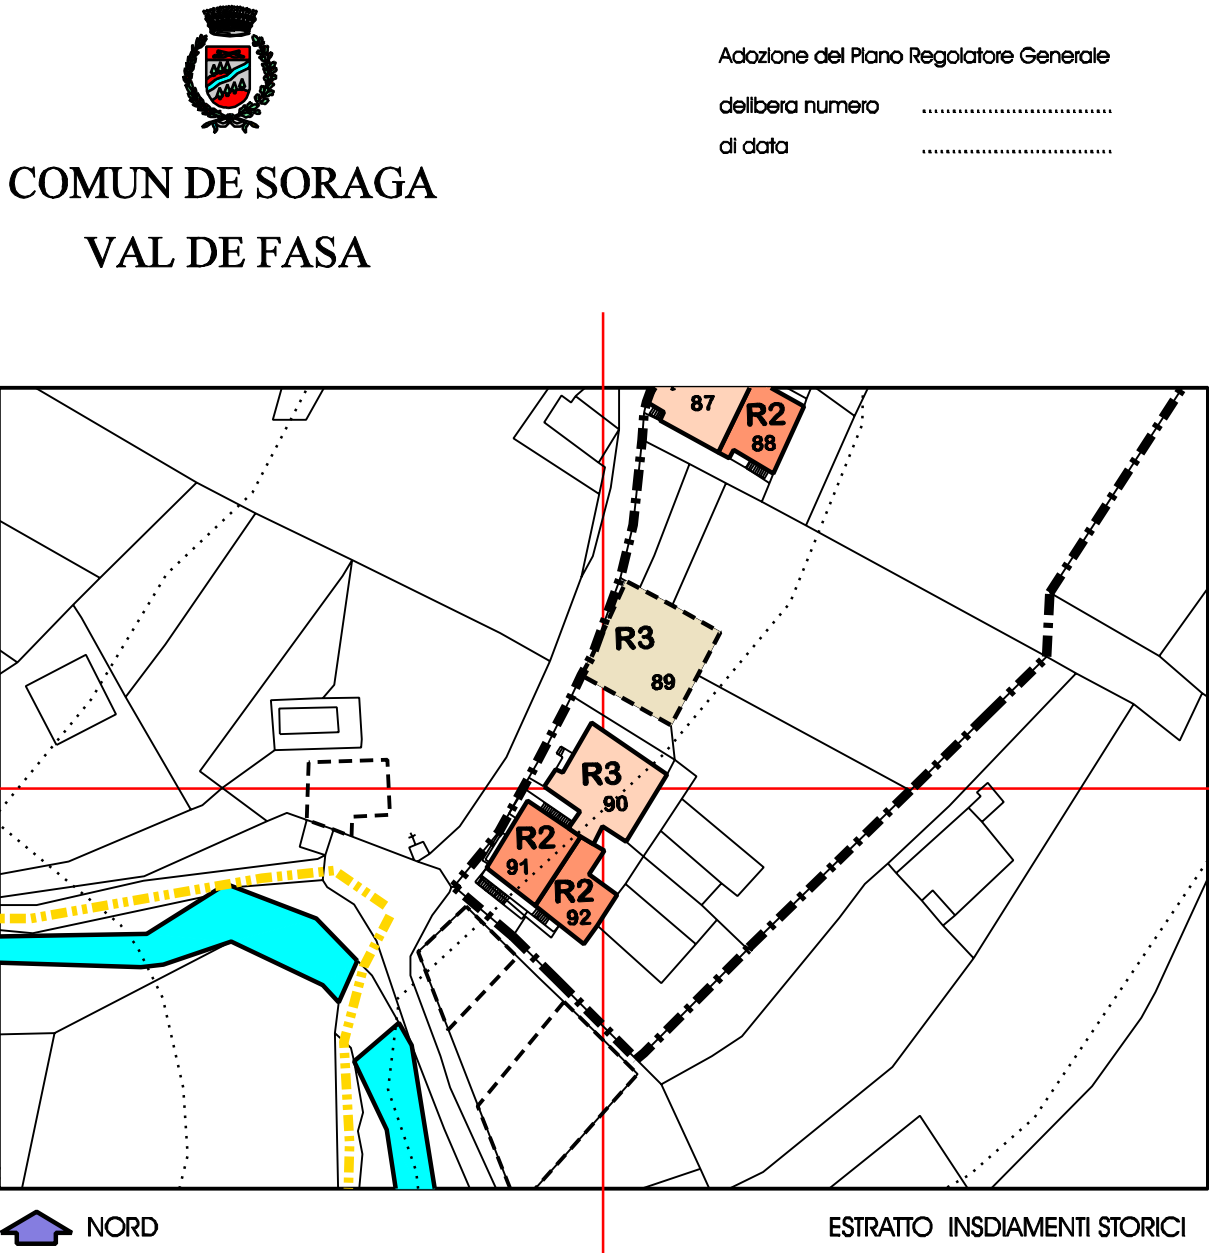 Adozione del Piano Regolatore Generale
delibera numero ................................
di data ................................
COMUN DE SORAGA
VAL DE FASA
87
R2
88
R3
89
R3
90
R2
91
R2
92
NORD
ESTRATTO INSDIAMENTI STORICI